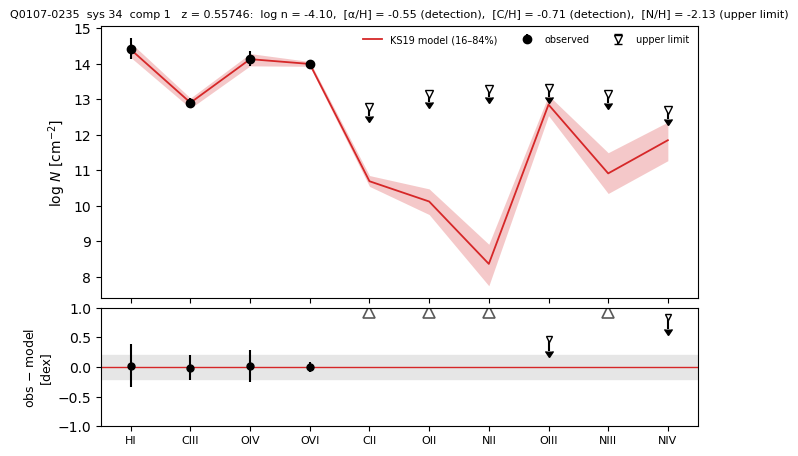 Q0107-0235  sys 34  comp 1   z = 0.55746:  log n = -4.10,  [α/H] = -0.55 (detection),  [C/H] = -0.71 (detection),  [N/H] = -2.13 (upper limit)
KS19 model (16–84%)  observed  upper limit
log N [cm⁻²]
15
14
13
12
11
10
9
8
obs − model
[dex]
1.0
0.5
0.0
−0.5
−1.0
HI  CIII  OIV  OVI  CII  OII  NII  OIII  NIII  NIV